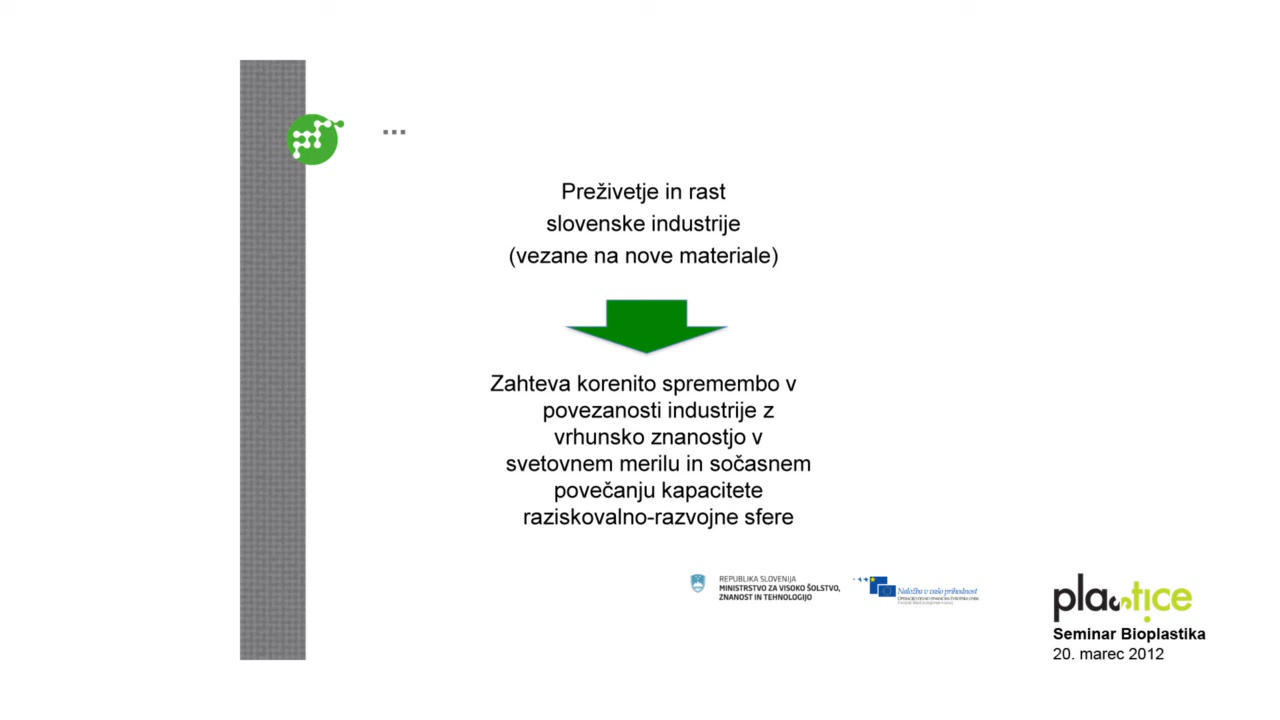 ...
Preživetje in rast
slovenske industrije
(vezane na nove materiale)
Zahteva korenito spremembo v
povezanosti industrije z
vrhunsko znanostjo v
svetovnem merilu in sočasnem
povečanju kapacitete
raziskovalno-razvojne sfere
REPUBLIKA SLOVENIJA
MINISTRSTVO ZA VISOKO ŠOLSTVO,
ZNANOST IN TEHNOLOGIJO
Naložba v vašo prihodnost
plastice
Seminar Bioplastika
20. marec 2012